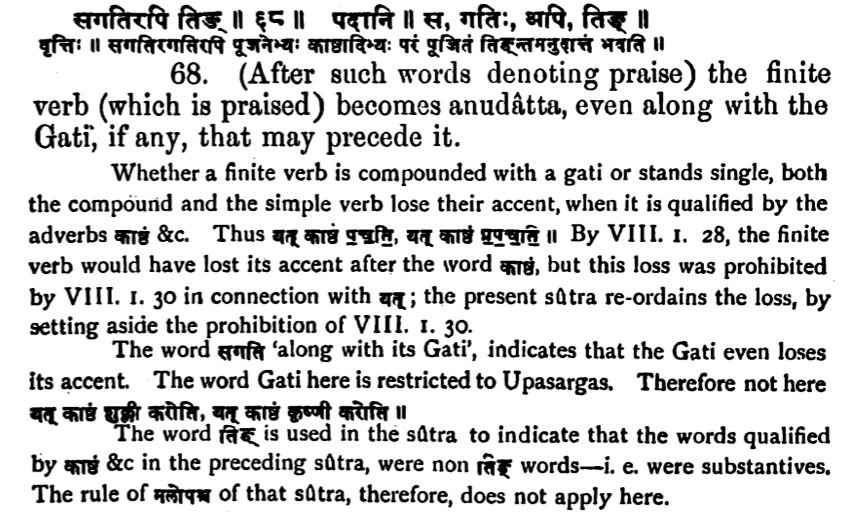 सगतिरपि तिङ् ॥ ६८ ॥ पदानि ॥ स, गतिः, अपि, तिङ् ॥
वृत्तिः ॥ सगतिरगतिरपि पूजनेभ्यः काष्ठादिभ्यः परं पूजितं तिङन्तमनुदात्तं भवति ॥
68. (After such words denoting praise) the finite
verb (which is praised) becomes anudâtta, even along with the
Gati, if any, that may precede it.
Whether a finite verb is compounded with a gati or stands single, both
the compound and the simple verb lose their accent, when it is qualified by the
adverbs काष्ठं &c. Thus यत् काष्ठं प॒च॒ति॒, यत् काष्ठं प्र॒प॒च॒ति॒ ॥ By VIII. 1. 28, the finite
verb would have lost its accent after the word काष्ठं, but this loss was prohibited
by VIII. 1. 30 in connection with यत्; the present sûtra re-ordains the loss, by
setting aside the prohibition of VIII. 1. 30.
The word सगति 'along with its Gati', indicates that the Gati even loses
its accent. The word Gati here is restricted to Upasargas. Therefore not here
यत् काष्ठं शुक्ली करोति, यत् काष्ठं कृष्णी करोति ॥
The word तिङ् is used in the sûtra to indicate that the words qualified
by काष्ठं &c in the preceding sûtra, were non तिङ् words—i. e. were substantives.
The rule of मलोपश्च of that sûtra, therefore, does not apply here.